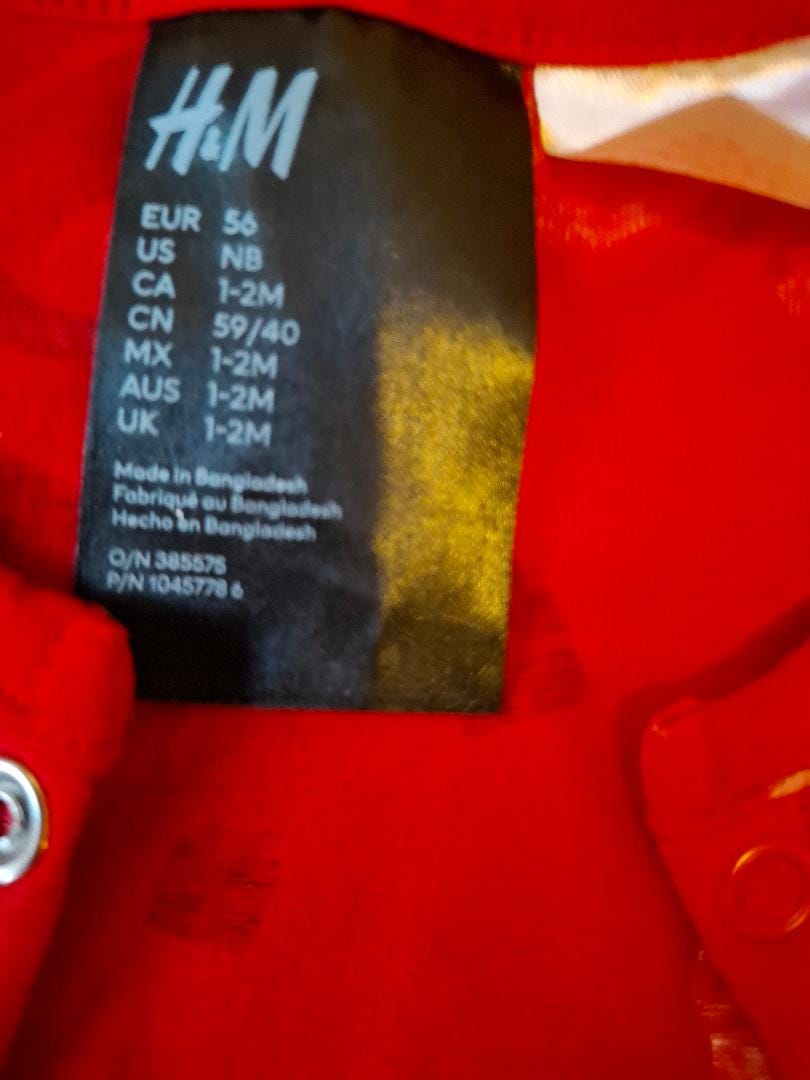 H&M
EUR 56
US NB
CA 1-2M
CN 59/40
MX 1-2M
AUS 1-2M
UK 1-2M
Made in Bangladesh
Fabriqué au Bangladesh
Hecho en Bangladesh
O/N 385575
P/N 1045778 6